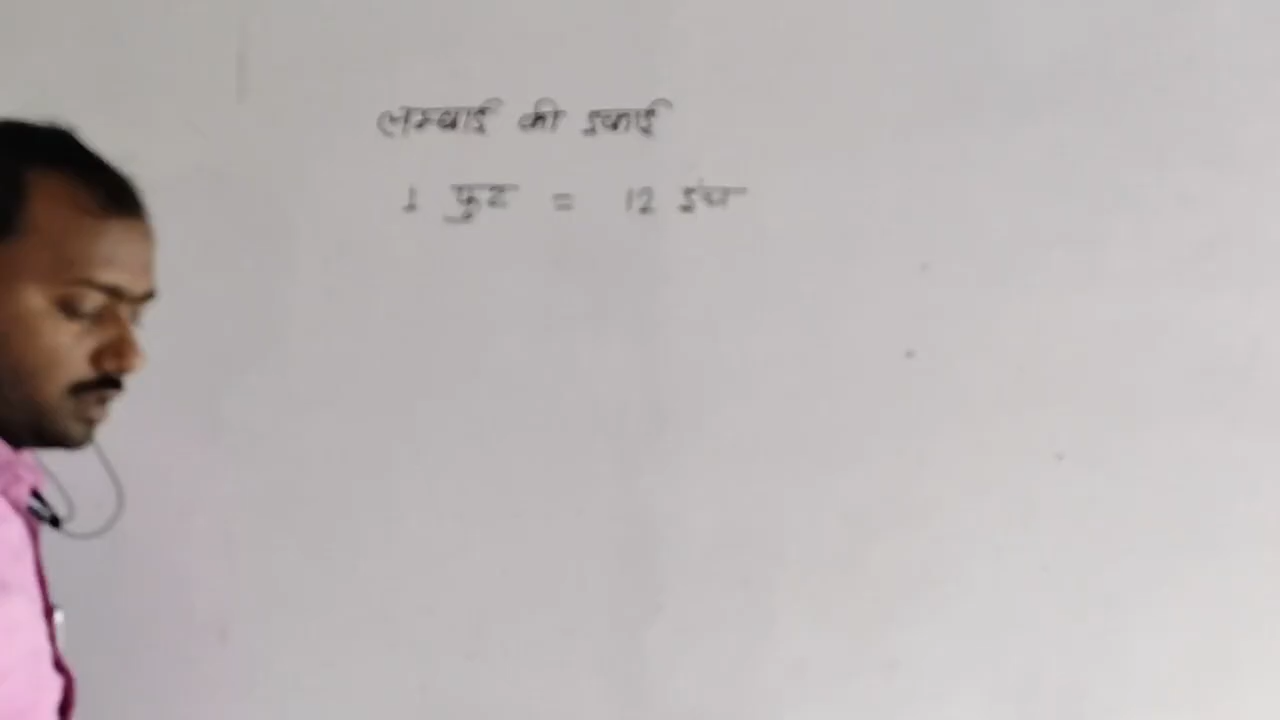 लम्बाई की इकाई
1 फुट = 12 इंच